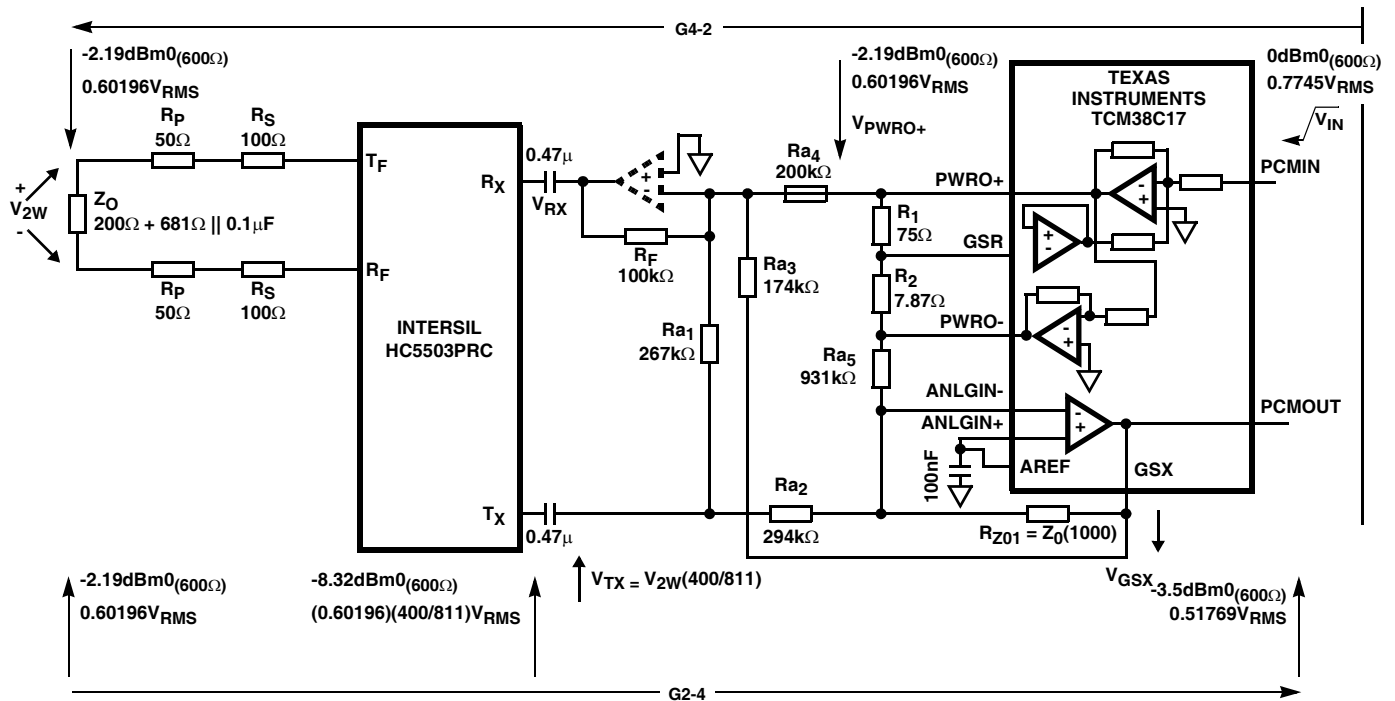 G4-2
-2.19dBm0(600Ω)
0.60196VRMS
-2.19dBm0(600Ω)
0.60196VRMS
VPWRO+
0dBm0(600Ω)
0.7745VRMS
VIN
TEXAS
INSTRUMENTS
TCM38C17
RP
50Ω
RS
100Ω
TF
0.47µ
RX
VRX
+
-
Ra4
200kΩ
PWRO+
PCMIN
-
+
+
V2W
-
ZO
200Ω + 681Ω || 0.1µF
R1
75Ω
GSR
+
-
RF
100kΩ
Ra3
174kΩ
R2
7.87Ω
RF
RP
50Ω
RS
100Ω
INTERSIL
HC5503PRC
Ra1
267kΩ
PWRO-
-
+
Ra5
931kΩ
ANLGIN-
ANLGIN+
-
+
PCMOUT
100nF
AREF
GSX
TX
0.47µ
Ra2
294kΩ
RZ01 = Z0(1000)
VTX = V2W(400/811)
VGSX
-3.5dBm0(600Ω)
0.51769VRMS
-2.19dBm0(600Ω)
0.60196VRMS
-8.32dBm0(600Ω)
(0.60196)(400/811)VRMS
G2-4